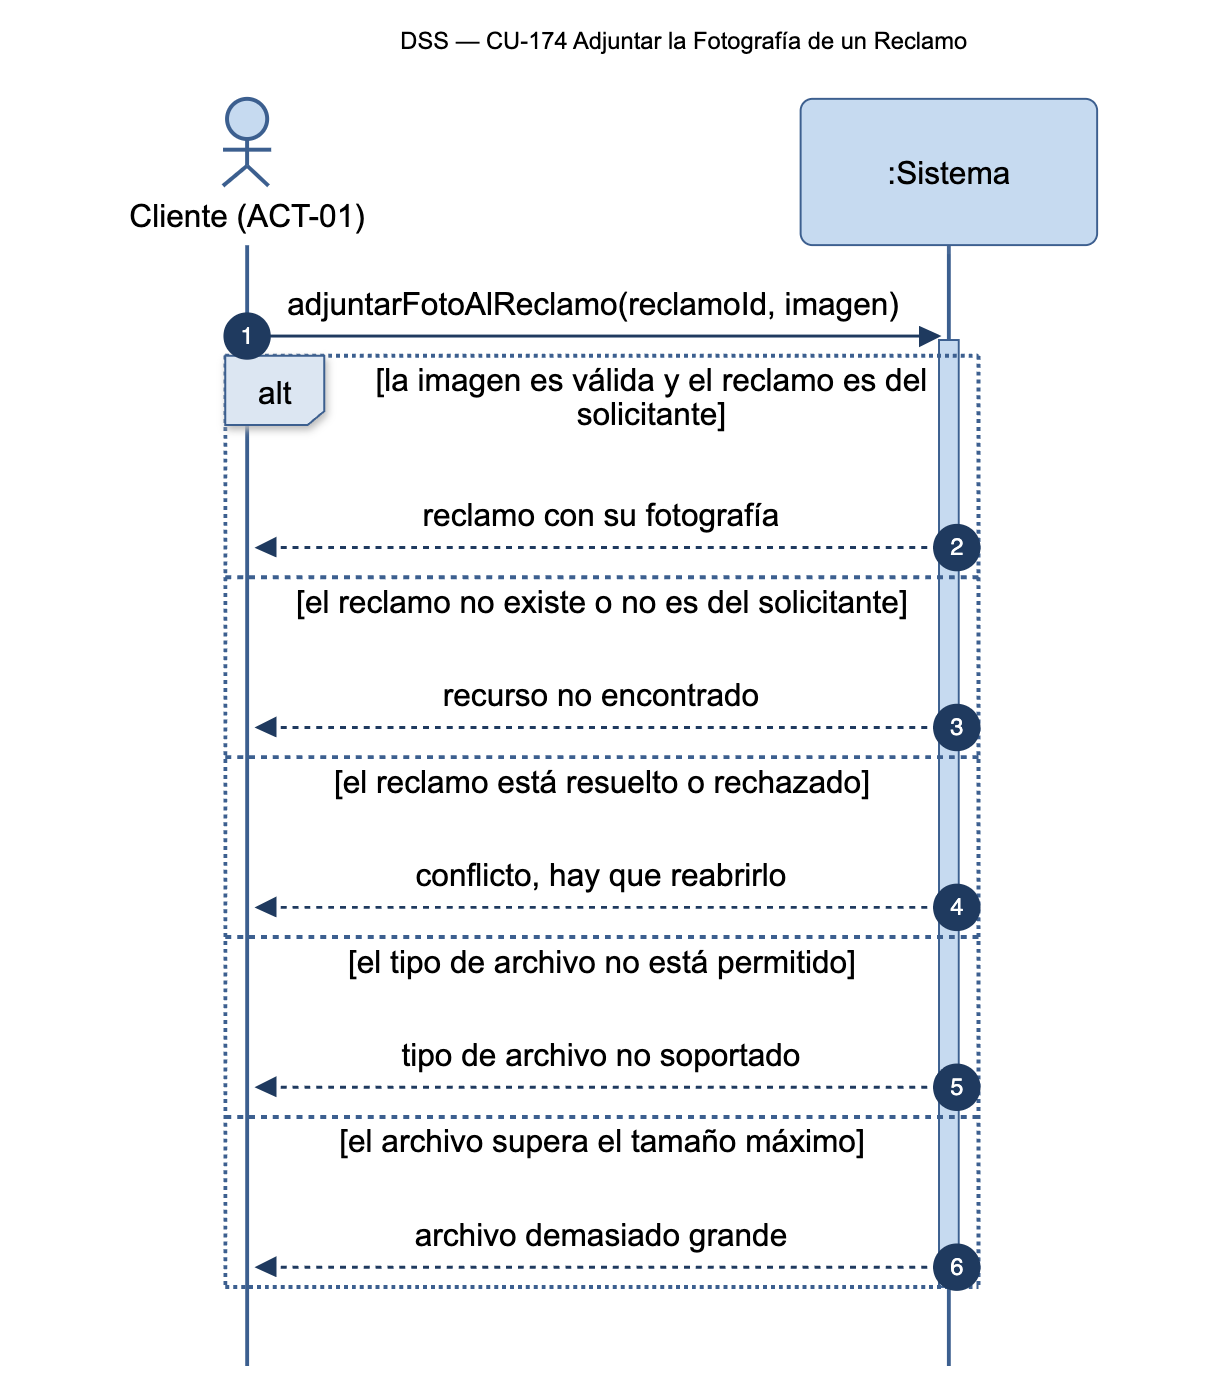 DSS — CU-174 Adjuntar la Fotografía de un Reclamo
Cliente (ACT-01)
:Sistema
adjuntarFotoAlReclamo(reclamoId, imagen)
1
alt
[la imagen es válida y el reclamo es del
solicitante]
reclamo con su fotografía
2
[el reclamo no existe o no es del solicitante]
recurso no encontrado
3
[el reclamo está resuelto o rechazado]
conflicto, hay que reabrirlo
4
[el tipo de archivo no está permitido]
tipo de archivo no soportado
5
[el archivo supera el tamaño máximo]
archivo demasiado grande
6